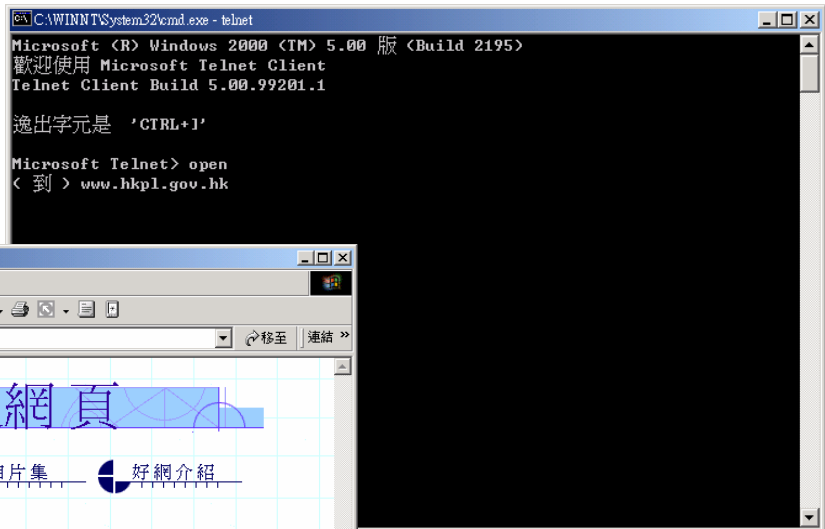 C:\WINNT\System32\cmd.exe - telnet
Microsoft (R) Windows 2000 (TM) 5.00 版 (Build 2195)
歡迎使用 Microsoft Telnet Client
Telnet Client Build 5.00.99201.1
逸出字元是 'CTRL+]'
Microsoft Telnet> open
( 到 ) www.hkpl.gov.hk
移至 連結 »
網頁
片集 好網介紹